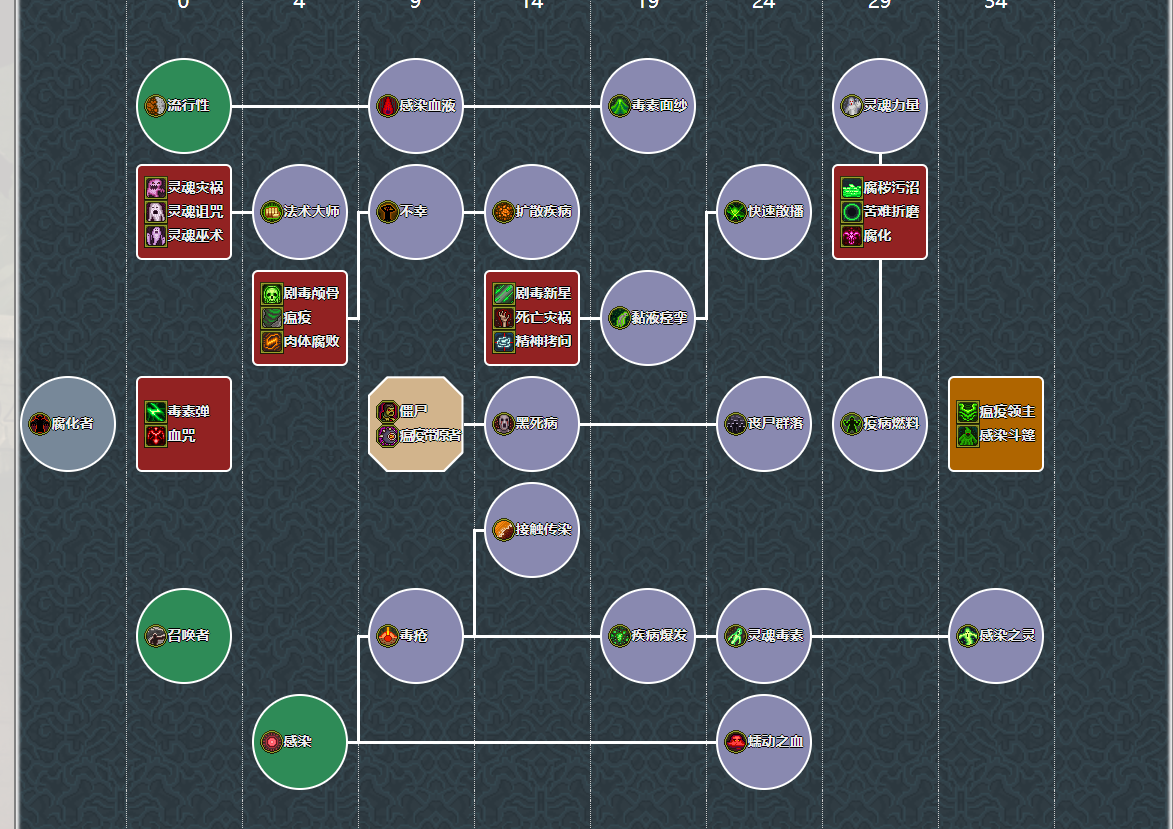 0 4 9 14 19 24 29 34
流行性
感染血液
毒素面纱
灵魂力量
灵魂灾祸
灵魂诅咒
灵魂巫术
法术大师
不幸
扩散疾病
快速散播
腐秽污沼
苦难折磨
腐化
剧毒颅骨
瘟疫
肉体腐败
剧毒新星
死亡灾祸
精神拷问
黏液痉挛
腐化者
毒素弹
血咒
僵尸
瘟疫带原者
黑死病
丧尸群落
疫病燃料
瘟疫领主
感染斗篷
接触传染
召唤者
毒疮
疾病爆发
灵魂毒素
感染之灵
感染
蠕动之血